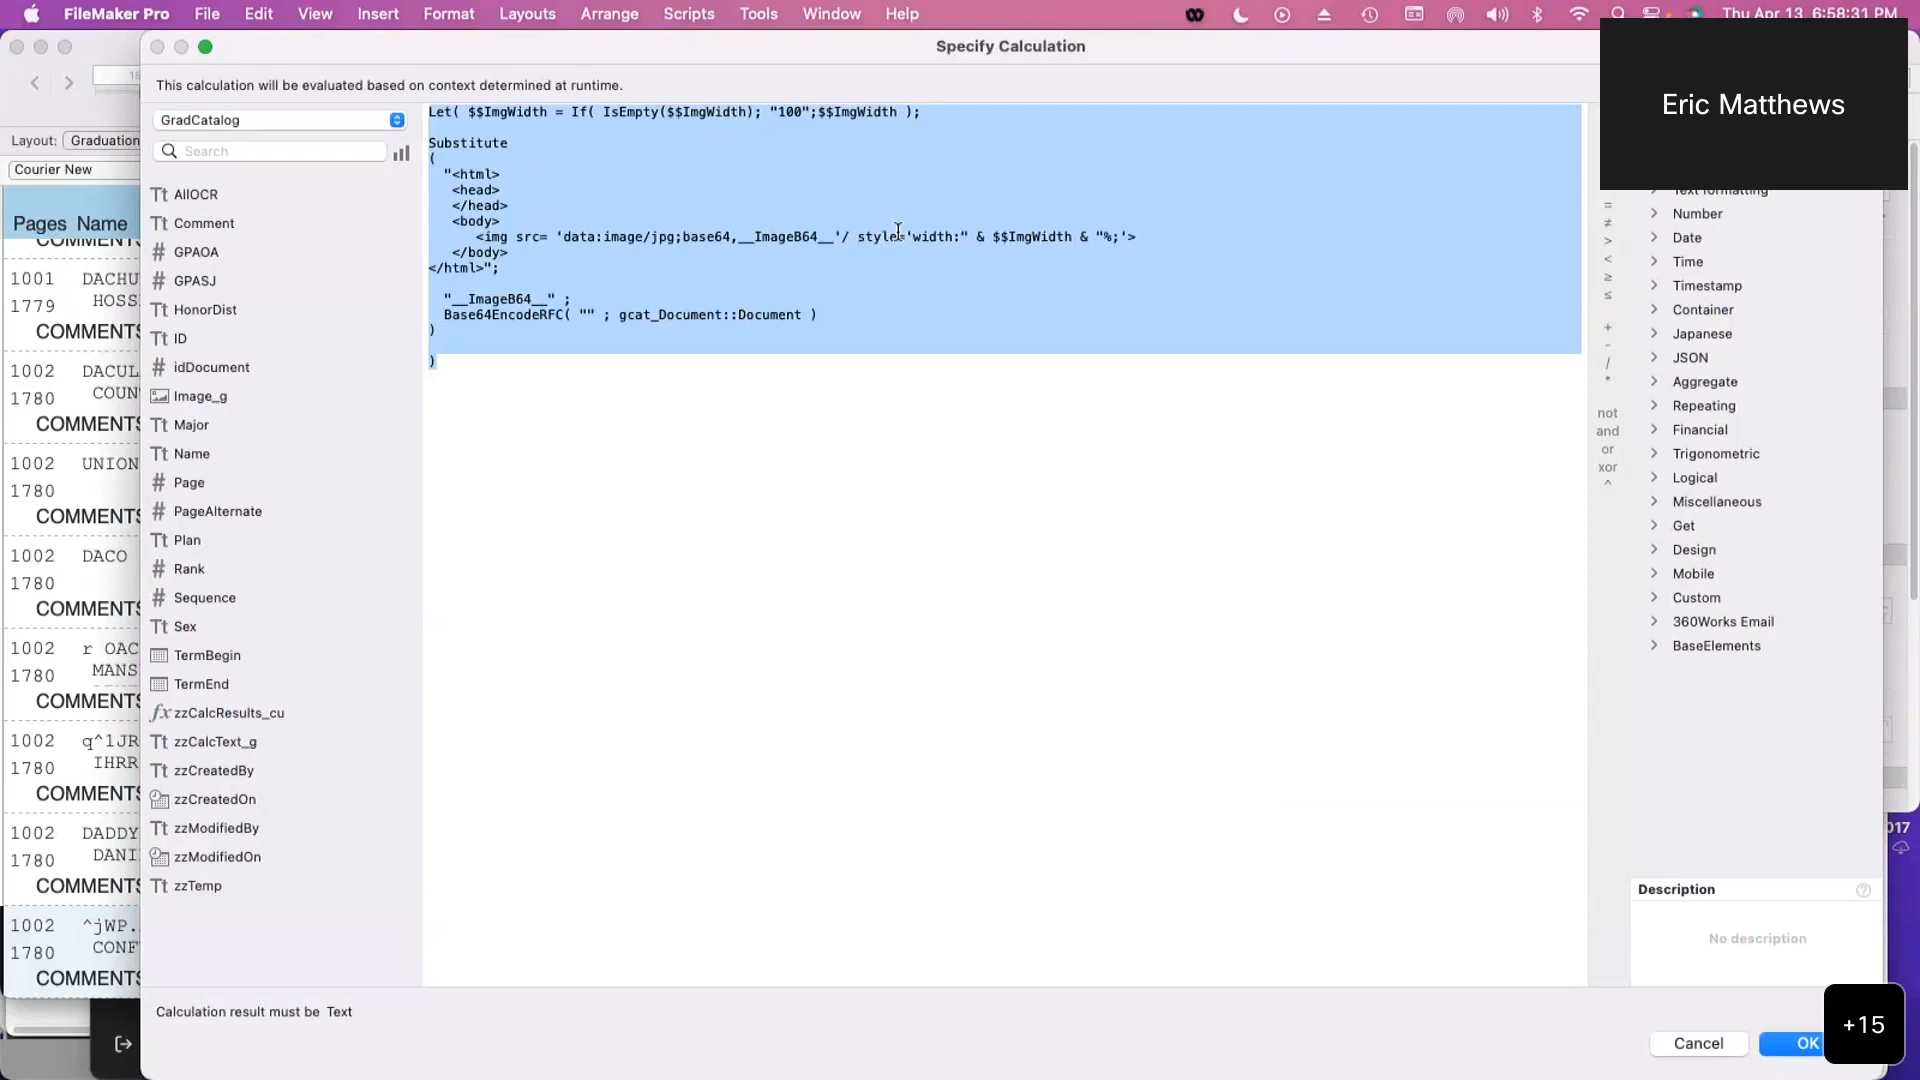 FileMaker Pro File Edit View Insert Format Layouts Arrange Scripts Tools Window Help Thu Apr 13 6:58:31 PM
Specify Calculation
Eric Matthews
This calculation will be evaluated based on context determined at runtime.
Layout: Graduation
Courier New
Pages Name
COMMENTS
1001 DACHU
1779 HOSS
COMMENTS
1002 DACUL
1780 COUN
COMMENTS
1002 UNION
1780
COMMENTS
1002 DACO
1780
COMMENTS
1002 r OAC
1780 MANS
COMMENTS
1002 q^1JR
1780 IHRR
COMMENTS
1002 DADDY
1780 DANI
COMMENTS
1002 ^jWP.
1780 CONF
COMMENTS
GradCatalog
Search
AllOCR
Comment
GPAOA
GPASJ
HonorDist
ID
idDocument
Image_g
Major
Name
Page
PageAlternate
Plan
Rank
Sequence
Sex
TermBegin
TermEnd
zzCalcResults_cu
zzCalcText_g
zzCreatedBy
zzCreatedOn
zzModifiedBy
zzModifiedOn
zzTemp
Let( $$ImgWidth = If( IsEmpty($$ImgWidth); "100";$$ImgWidth );
Substitute
(
"<html>
<head>
</head>
<body>
<img src= 'data:image/jpg;base64,__ImageB64__'/ style='width:" & $$ImgWidth & "%;'>
</body>
</html>";
"__ImageB64__" ;
Base64EncodeRFC( "" ; gcat_Document::Document )
)
)
=
≠
>
<
≥
≤
+
-
/
*
not
and
or
xor
^
Text formatting
Number
Date
Time
Timestamp
Container
Japanese
JSON
Aggregate
Repeating
Financial
Trigonometric
Logical
Miscellaneous
Get
Design
Mobile
Custom
360Works Email
BaseElements
017
Description
No description
Calculation result must be Text
Cancel
OK
+15